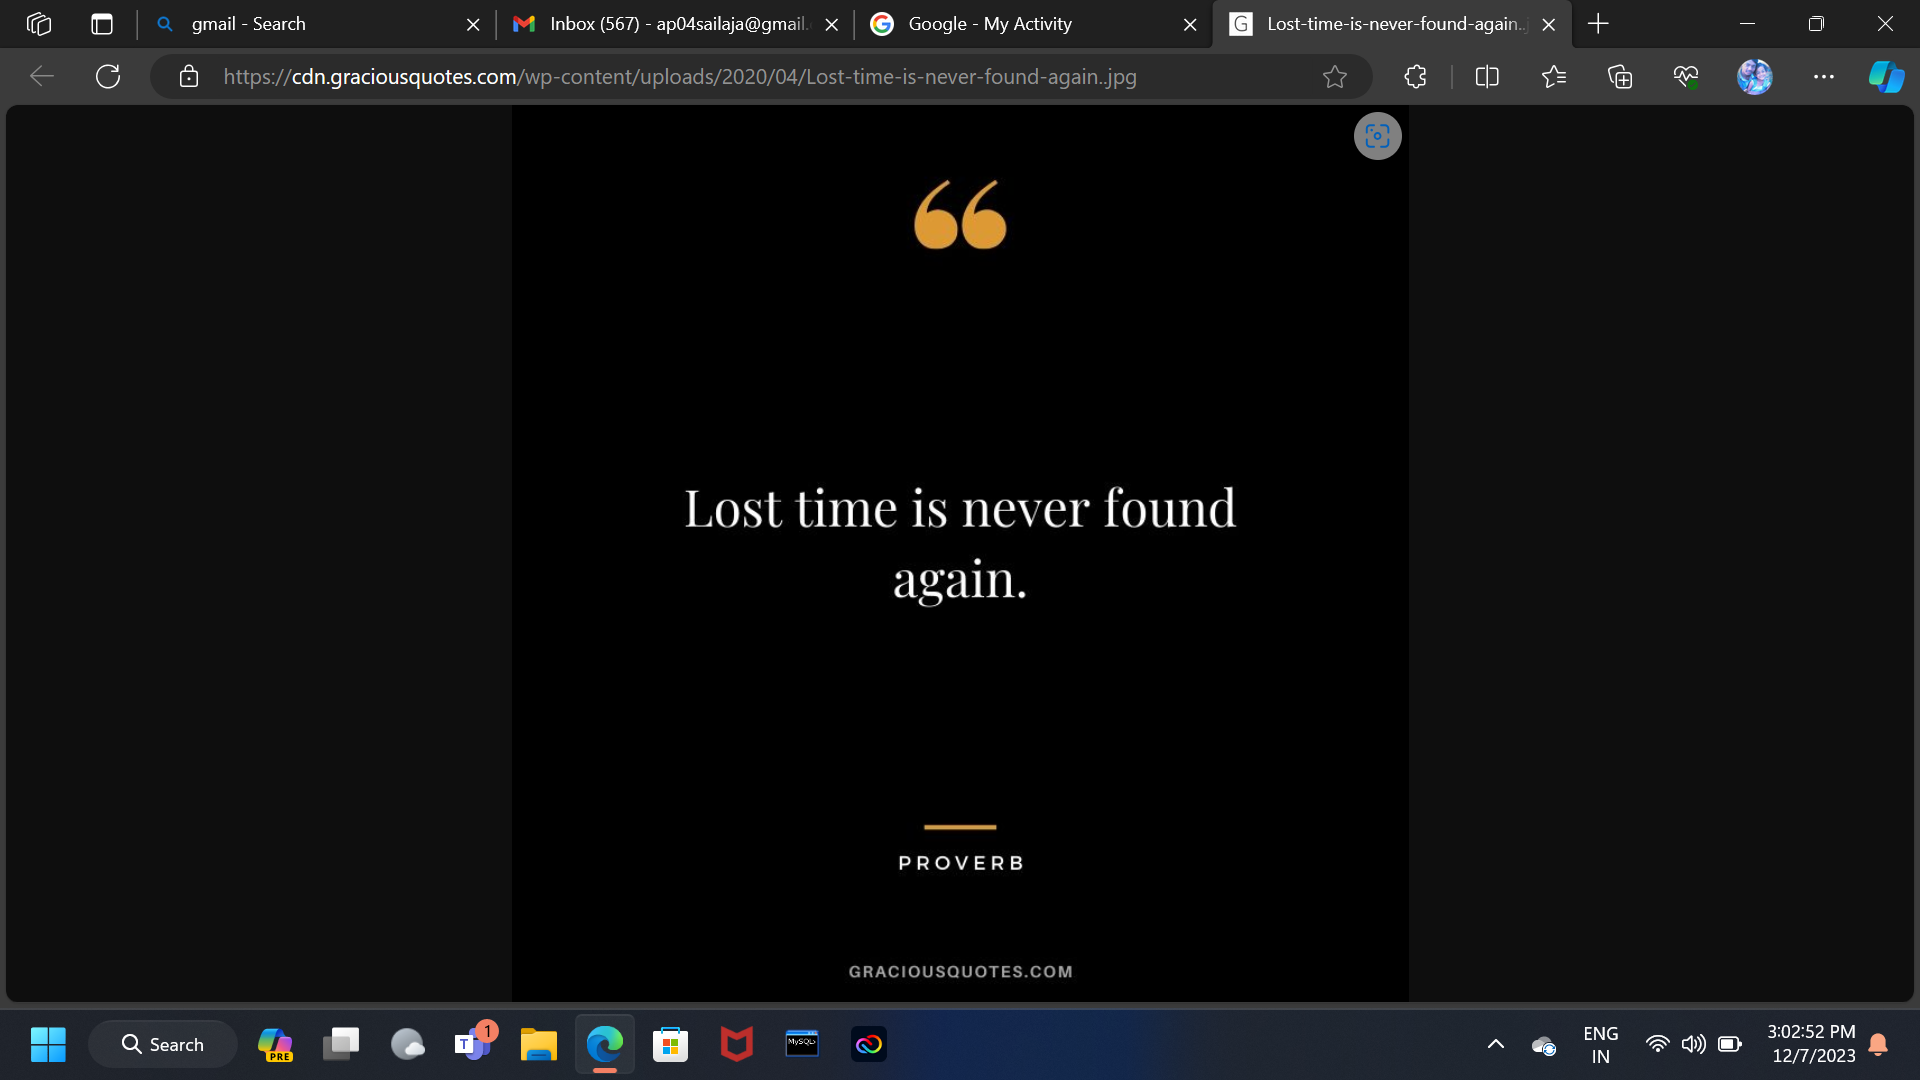 gmail - Search
Inbox (567) - ap04sailaja@gmail.
Google - My Activity
G
Lost-time-is-never-found-again..
https://cdn.graciousquotes.com/wp-content/uploads/2020/04/Lost-time-is-never-found-again..jpg
“
Lost time is never found
again.
PROVERB
GRACIOUSQUOTES.COM
Search
PRE
T
1
MySQL
ENG
IN
3:02:52 PM
12/7/2023